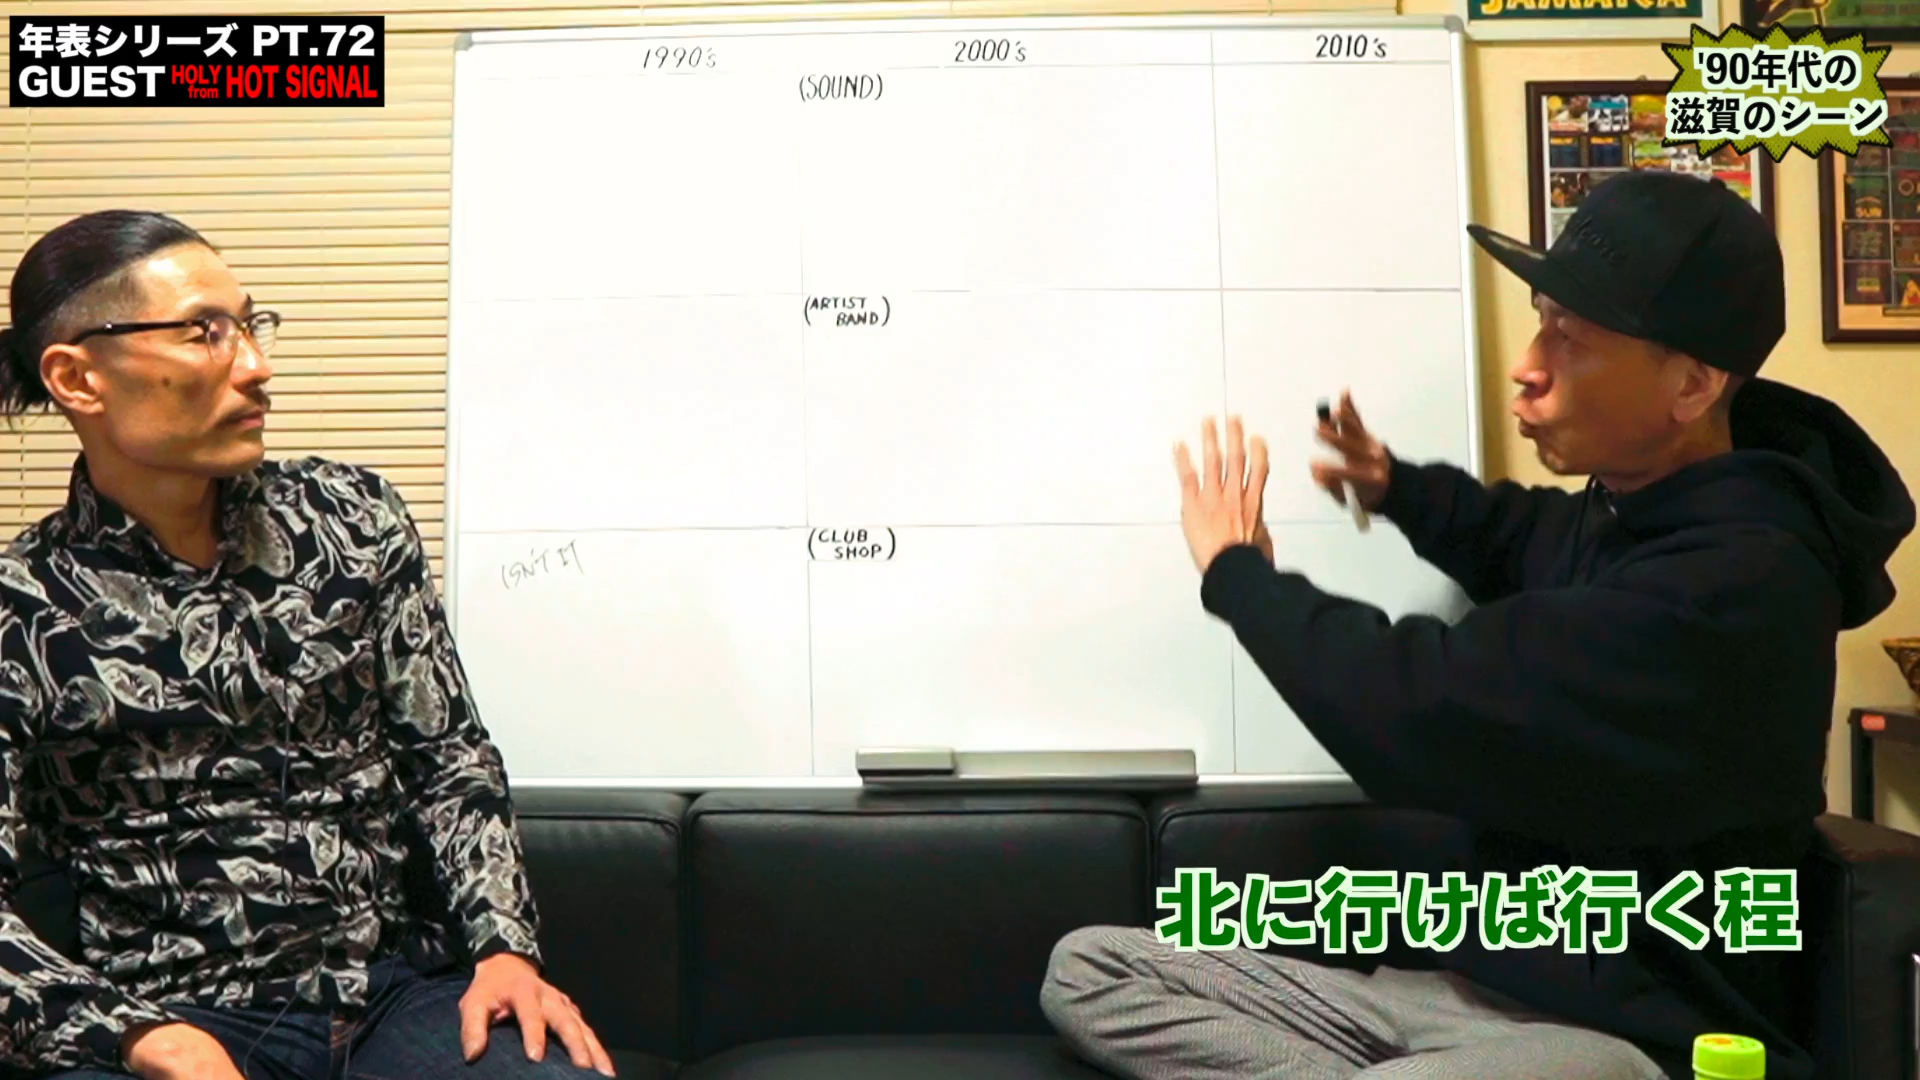 年表シリーズ PT.72
GUEST HOLY from HOT SIGNAL
'90年代の
滋賀のシーン
JAMAICA
1990's
2000's
2010's
(SOUND)
(ARTIST
BAND)
(CLUB
SHOP)
ISN'T IT
北に行けば行く程